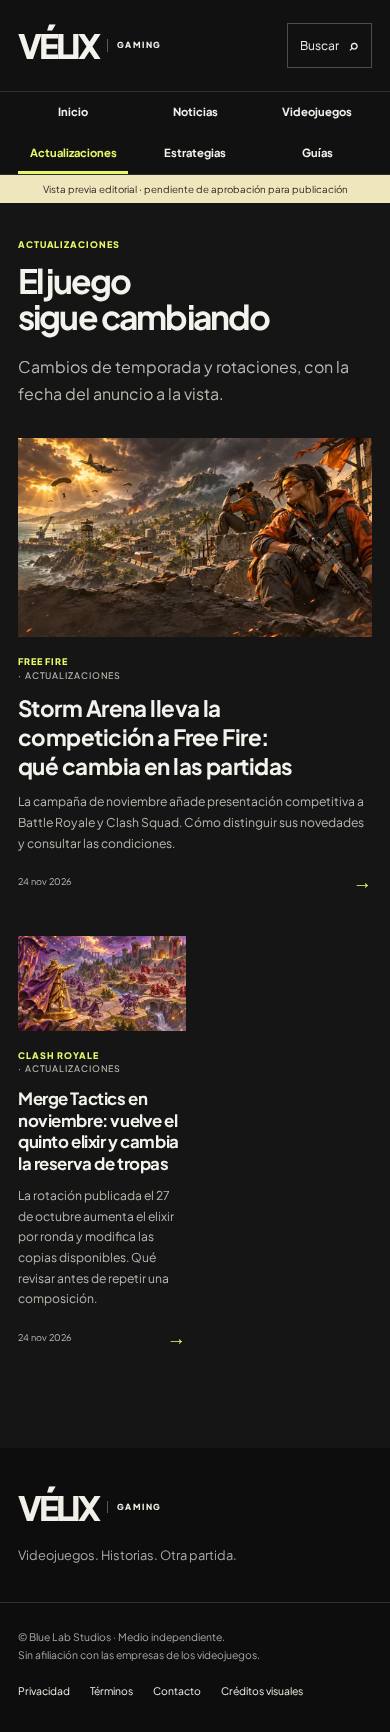 VÉLIX GAMING
Buscar
Inicio Noticias Videojuegos
Actualizaciones Estrategias Guías
Vista previa editorial · pendiente de aprobación para publicación
ACTUALIZACIONES
El juego
sigue cambiando
Cambios de temporada y rotaciones, con la
fecha del anuncio a la vista.
FREE FIRE
· ACTUALIZACIONES
Storm Arena lleva la
competición a Free Fire:
qué cambia en las partidas
La campaña de noviembre añade presentación competitiva a
Battle Royale y Clash Squad. Cómo distinguir sus novedades
y consultar las condiciones.
24 nov 2026 →
CLASH ROYALE
· ACTUALIZACIONES
Merge Tactics en
noviembre: vuelve el
quinto elixir y cambia
la reserva de tropas
La rotación publicada el 27
de octubre aumenta el elixir
por ronda y modifica las
copias disponibles. Qué
revisar antes de repetir una
composición.
24 nov 2026 →
VÉLIX GAMING
Videojuegos. Historias. Otra partida.
© Blue Lab Studios · Medio independiente.
Sin afiliación con las empresas de los videojuegos.
Privacidad Términos Contacto Créditos visuales